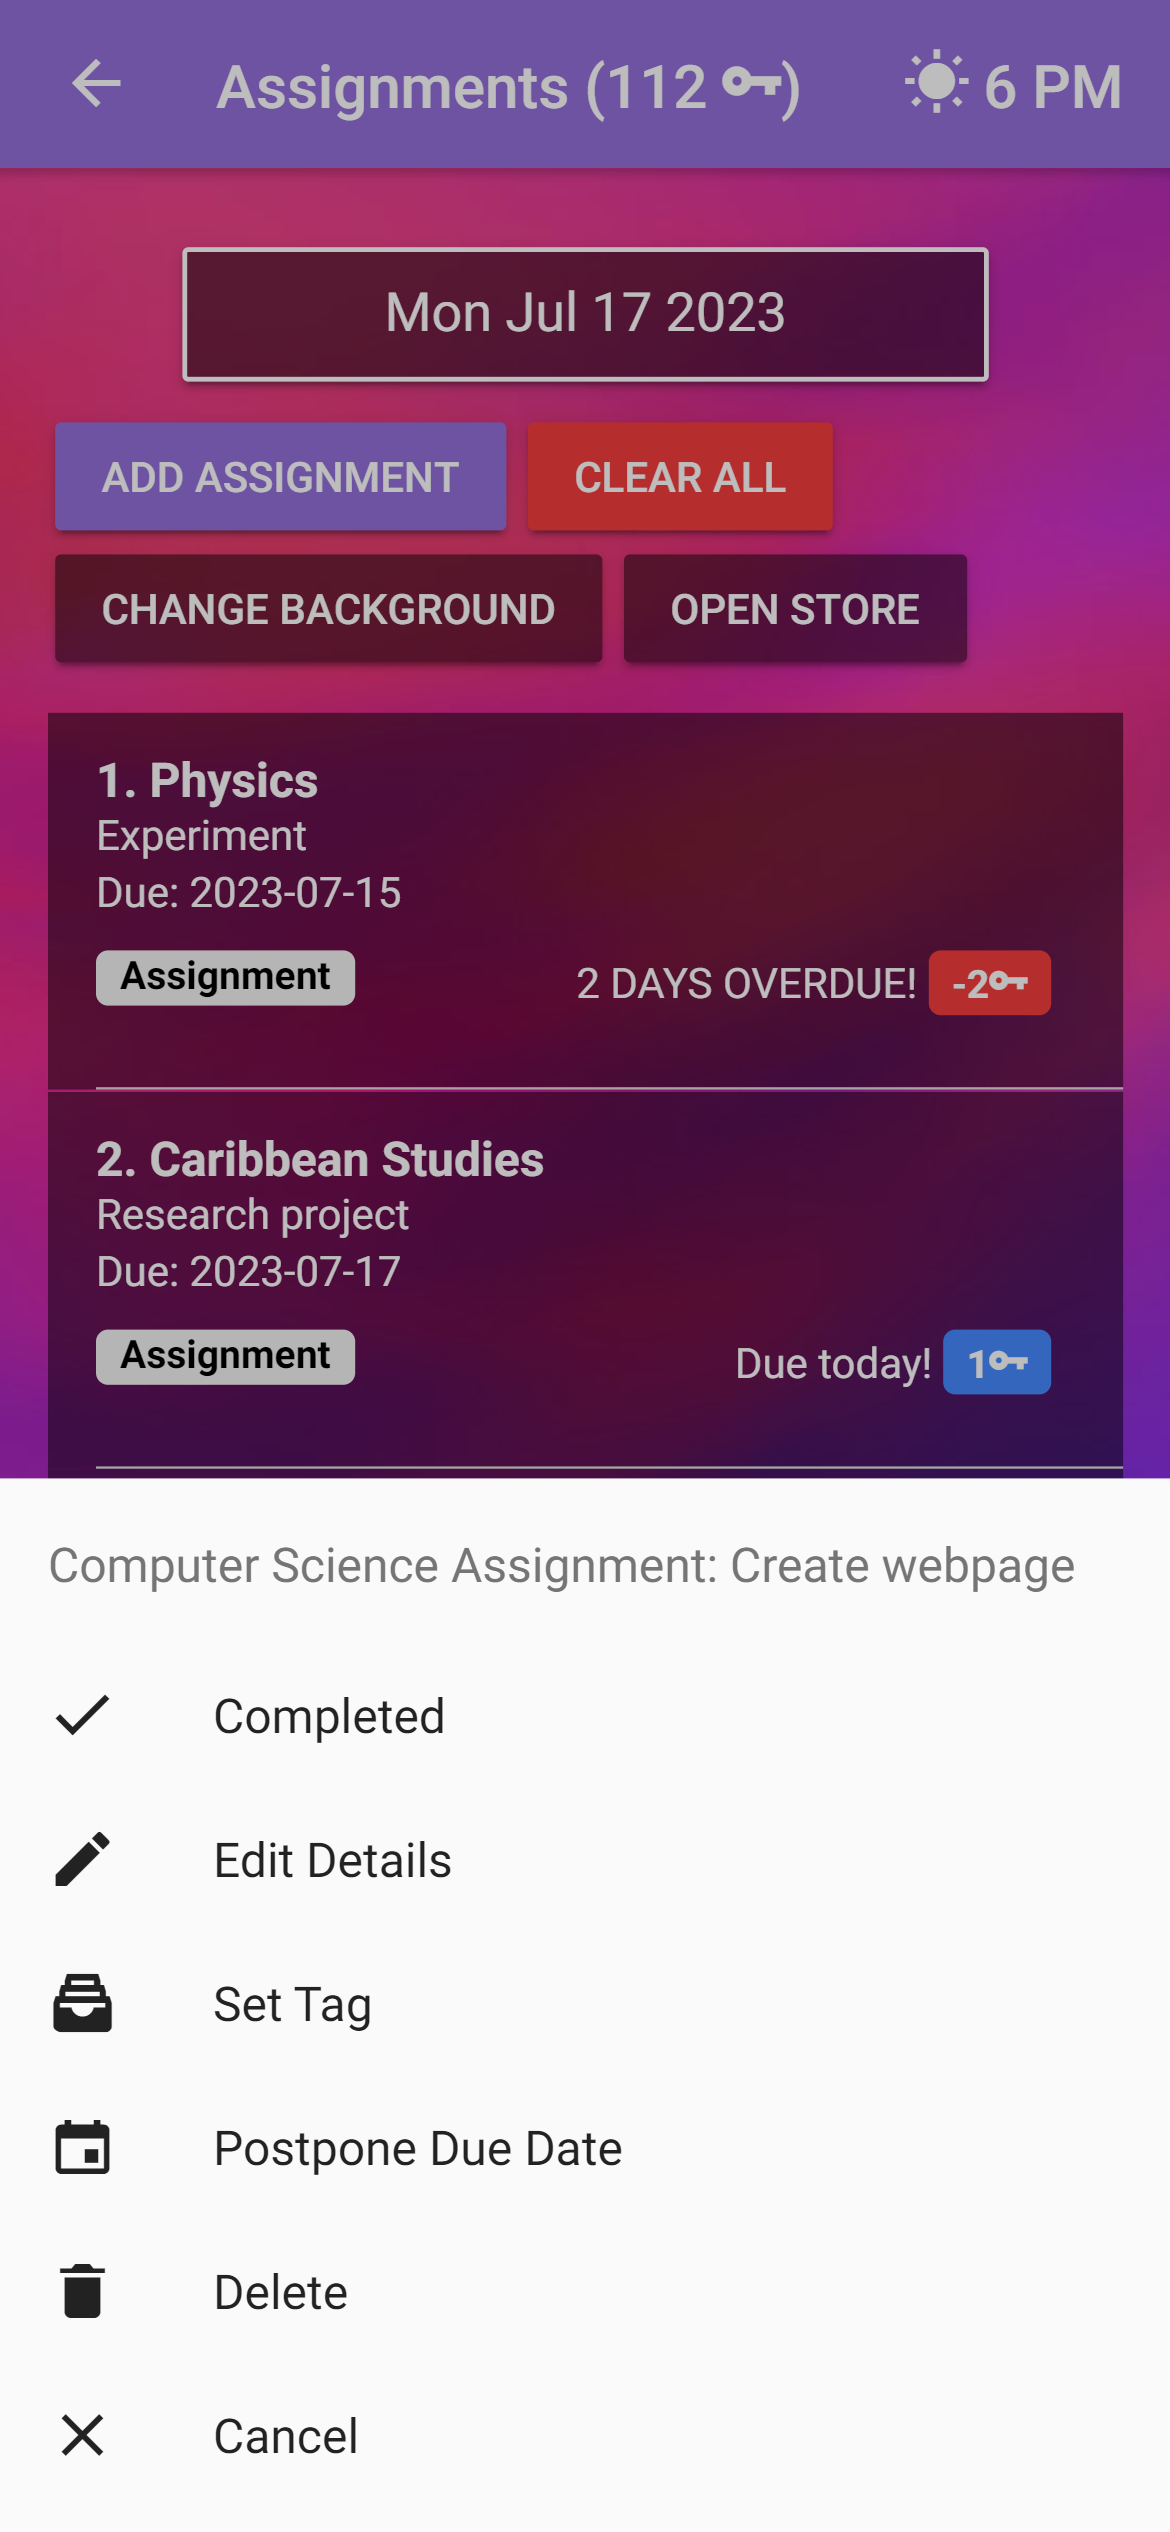 Assignments (112 )
6 PM
Mon Jul 17 2023
ADD ASSIGNMENT
CLEAR ALL
CHANGE BACKGROUND
OPEN STORE
1. Physics
Experiment
Due: 2023-07-15
Assignment
2 DAYS OVERDUE!
-2
2. Caribbean Studies
Research project
Due: 2023-07-17
Assignment
Due today!
1
Computer Science Assignment: Create webpage
Completed
Edit Details
Set Tag
Postpone Due Date
Delete
Cancel